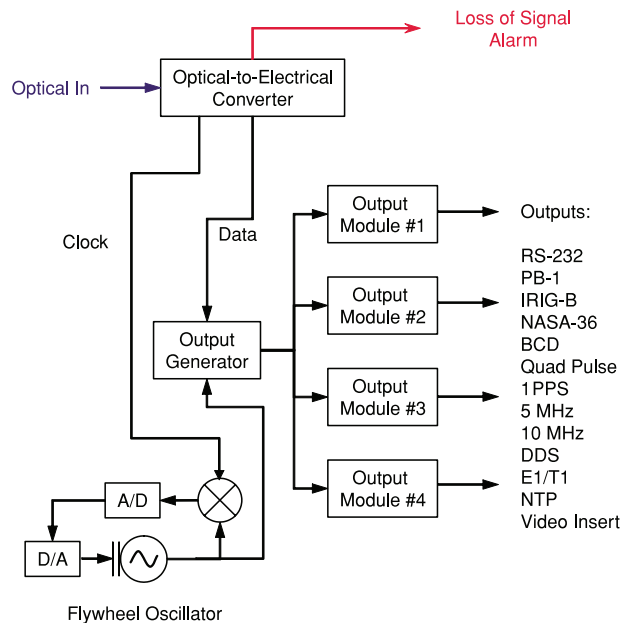 Loss of Signal
Alarm
Optical In
Optical-to-Electrical
Converter
Clock
Data
Output
Module #1
Output
Module #2
Output
Generator
Output
Module #3
Output
Module #4
Outputs:
RS-232
PB-1
IRIG-B
NASA-36
BCD
Quad Pulse
1PPS
5 MHz
10 MHz
DDS
E1/T1
NTP
Video Insert
A/D
D/A
Flywheel Oscillator